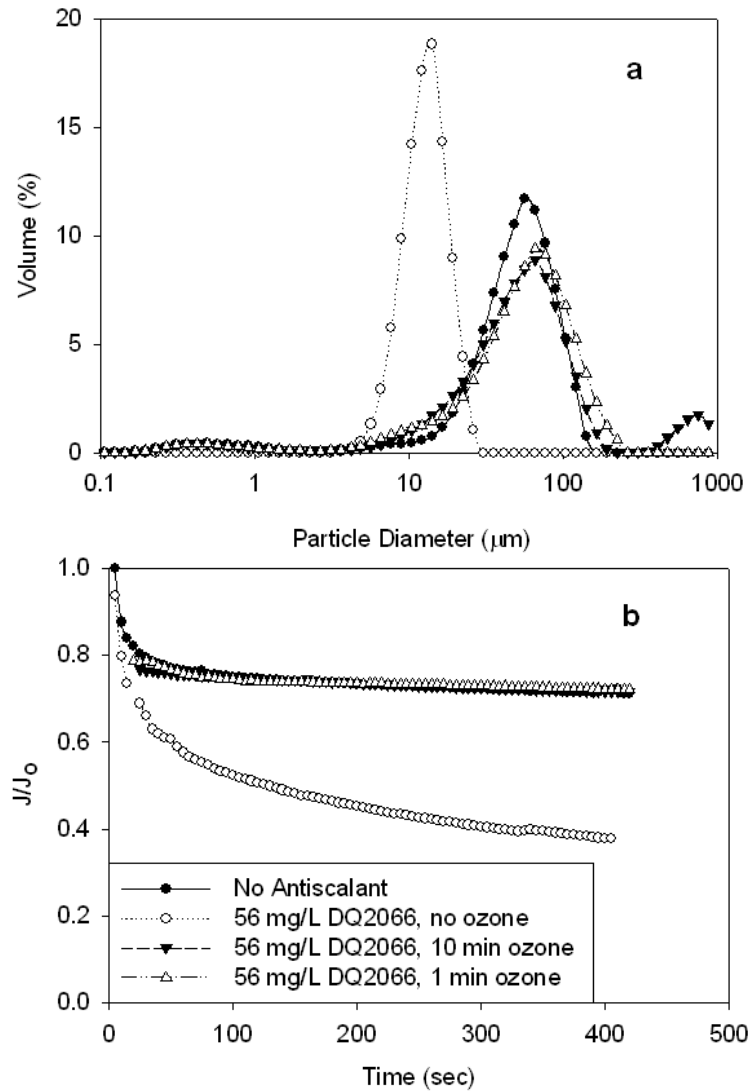 20
15
10
5
0
Volume (%)
a
0.1 1 10 100 1000
Particle Diameter (μm)
1.0
0.8
0.6
0.4
0.2
0.0
J/Jo
b
No Antiscalant
56 mg/L DQ2066, no ozone
56 mg/L DQ2066, 10 min ozone
56 mg/L DQ2066, 1 min ozone
0 100 200 300 400 500
Time (sec)